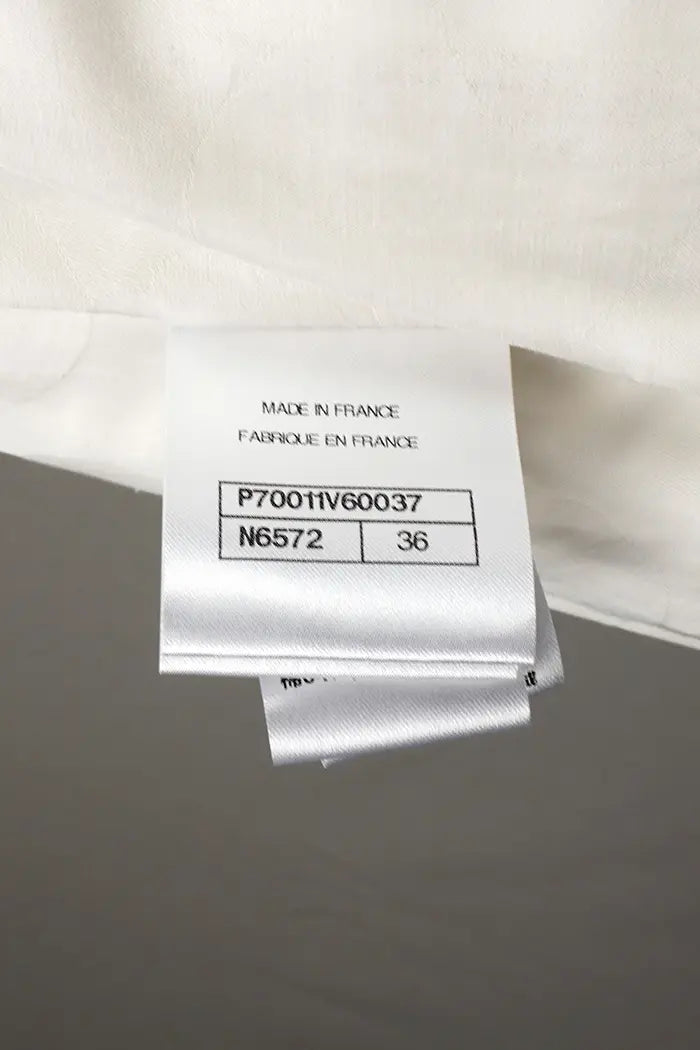 MADE IN FRANCE
FABRIQUE EN FRANCE
P70011V60037
N6572 36